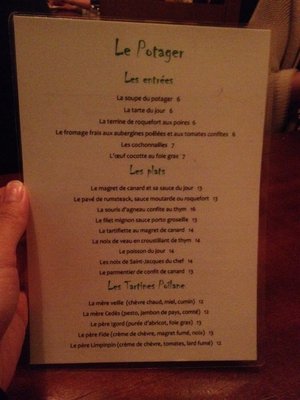 Le Potager
Les entrées
La soupe du potager 6
La tarte du jour 6
La terrine de roquefort aux poires 6
Le fromage frais aux aubergines poêlées et aux tomates confites 6
Les cochonnailles 7
L'œuf cocotte au foie gras 7
Les plats
Le magret de canard et sa sauce du jour 13
Le pavé de rumsteack, sauce moutarde ou roquefort 13
La souris d'agneau confite au thym 16
Le filet mignon sauce porto groseille 13
La tartiflette au magret de canard 14
La noix de veau en croustillant de thym 14
Le poisson du jour 14
Les noix de Saint-Jacques du chef 14
Le parmentier de confit de canard 13
Les Tartines Poilane
La mère veille (chèvre chaud, miel, cumin) 12
La mère Cedès (pesto, jambon de pays, comté) 12
Le père Igord (purée d'abricot, foie gras) 13
Le père Fide (crème de chèvre, magret fumé, noix) 13
Le père Limpinpin (crème de chèvre, tomates, lard fumé) 12